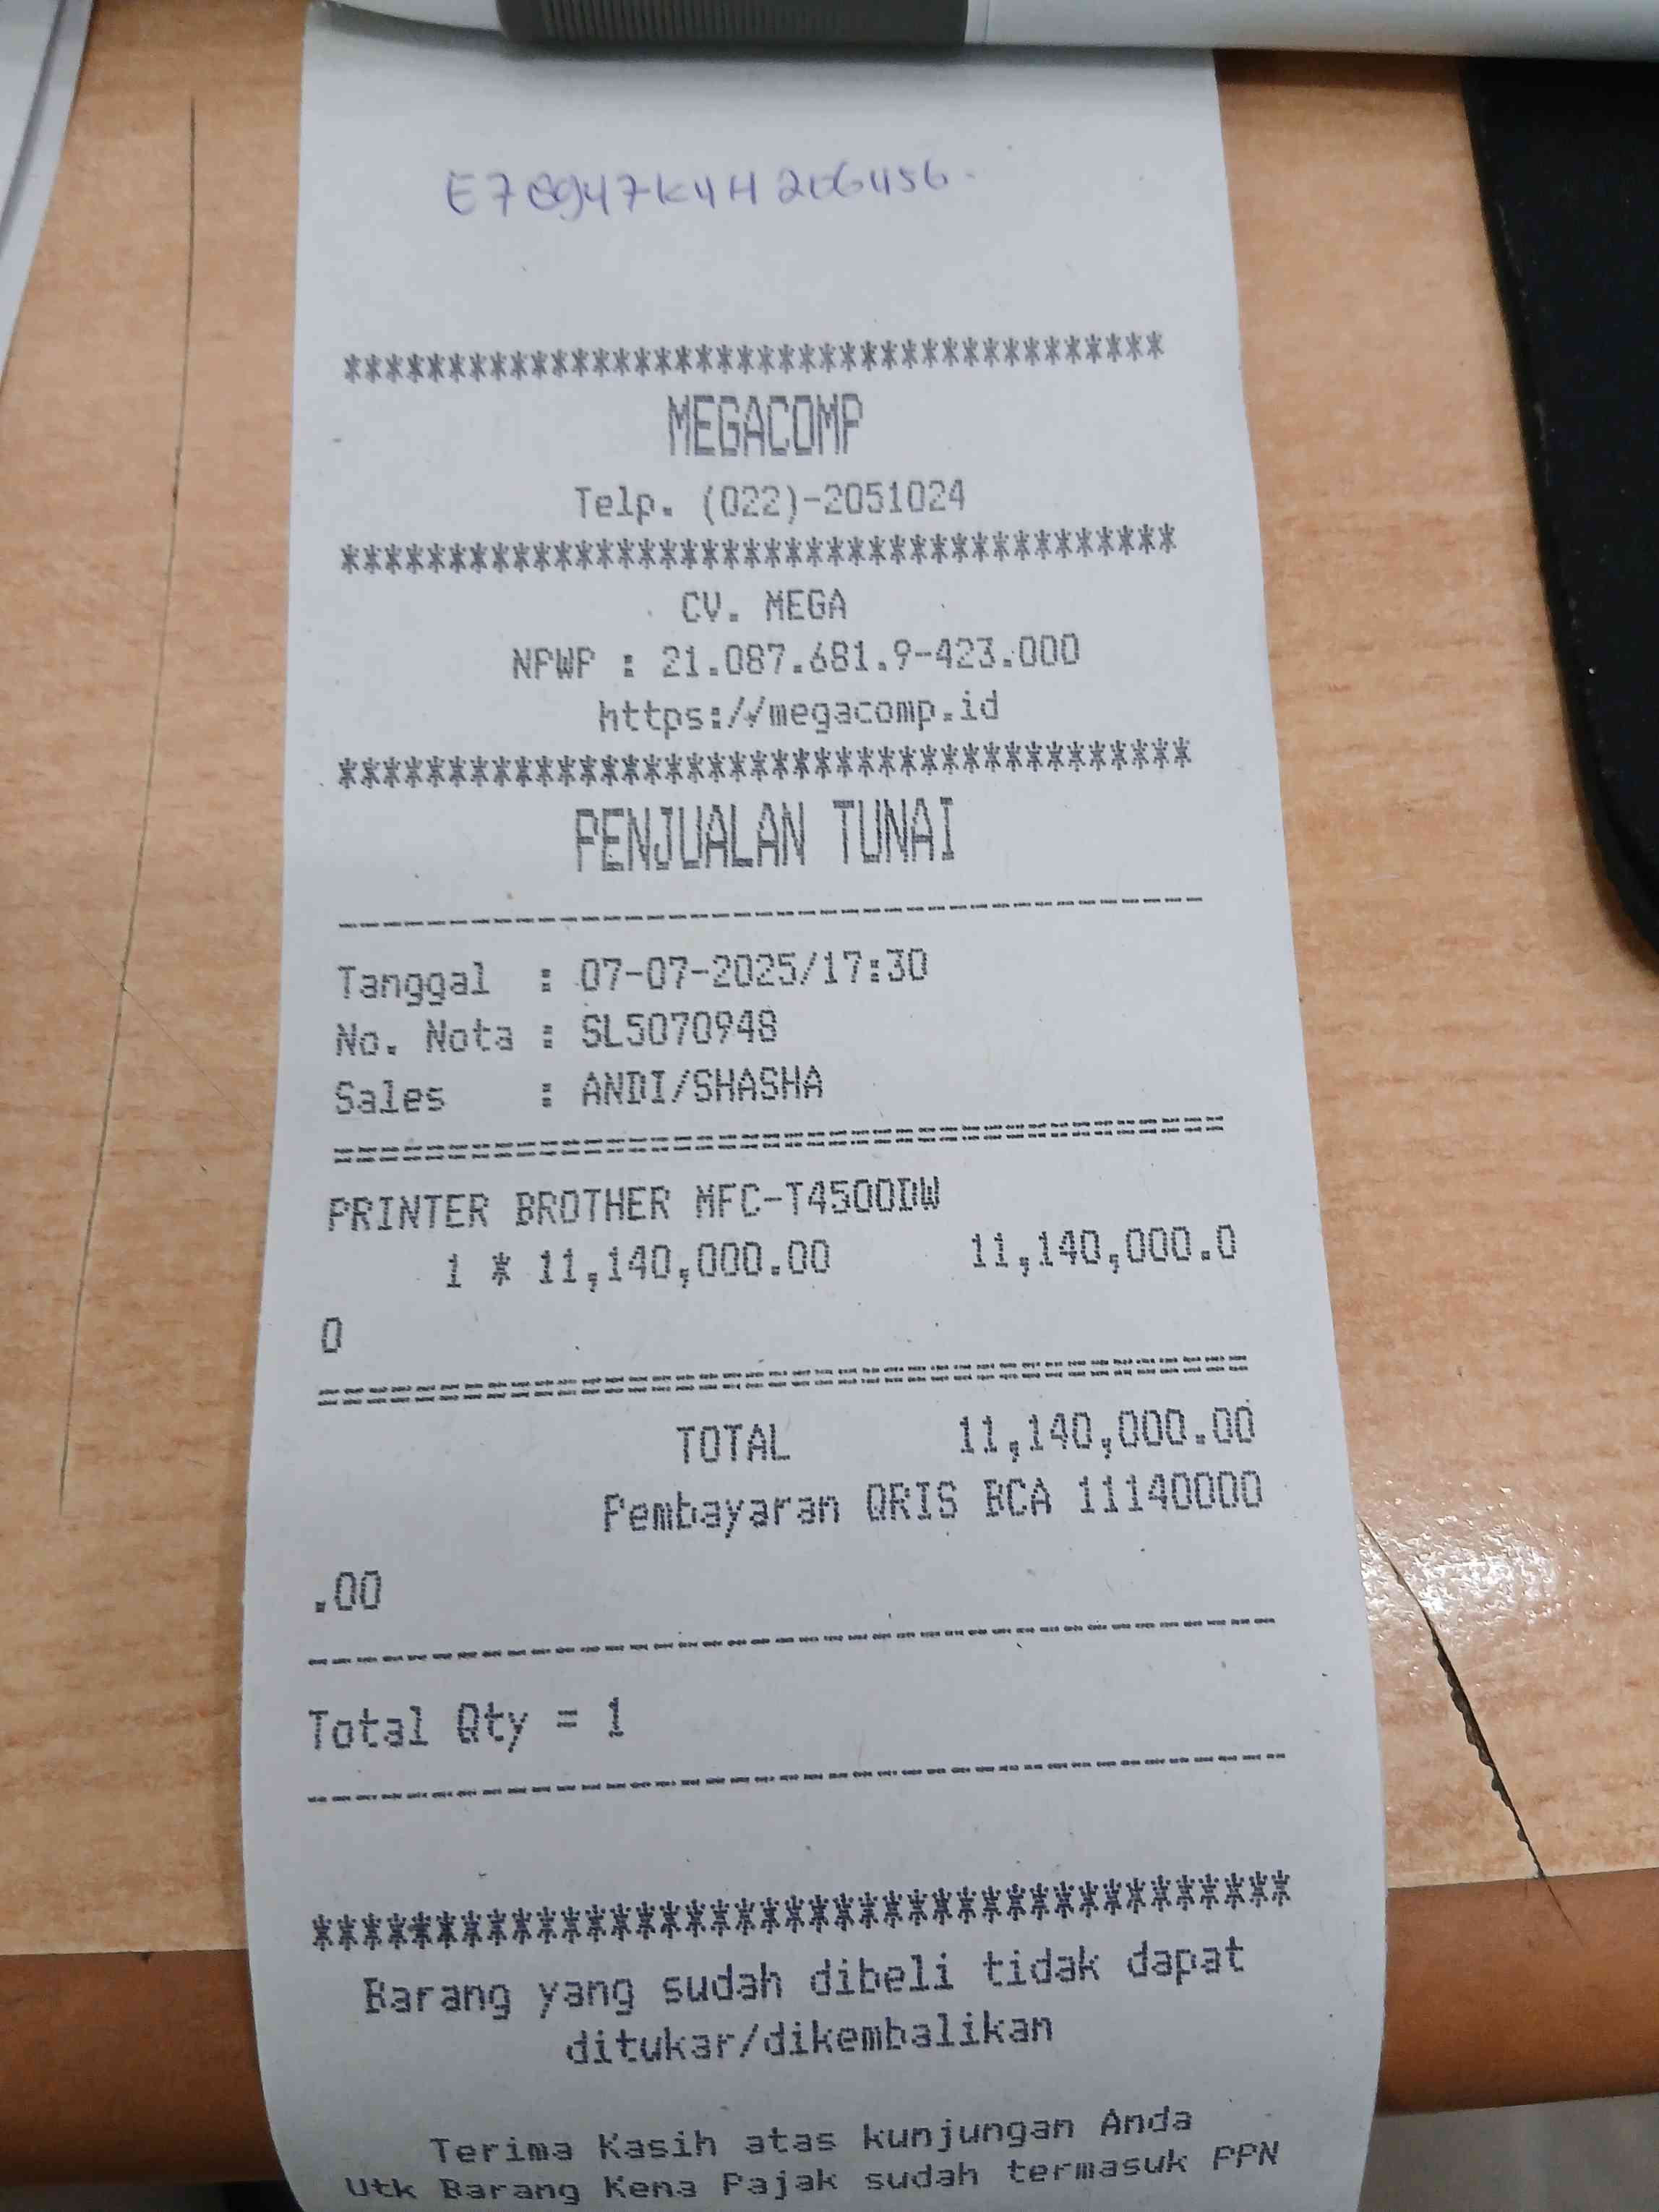 ************************************
MEGACOMP
Telp. (022)-2051024
************************************
CV. MEGA
NPWP : 21.087.681.9-423.000
https://megacomp.id
************************************
PENJUALAN TUNAI
Tanggal : 07-07-2025/17:30
No. Nota : SL5070948
Sales : ANDI/SHASHA
PRINTER BROTHER MFC-T4500DW
1 * 11,140,000.00 11,140,000.0
0
TOTAL 11,140,000.00
Pembayaran QRIS BCA 11140000
.00
Total Qty = 1
************************************
Barang yang sudah dibeli tidak dapat
ditukar/dikembalikan
Terima Kasih atas kunjungan Anda
Utk Barang Kena Pajak sudah termasuk PPN